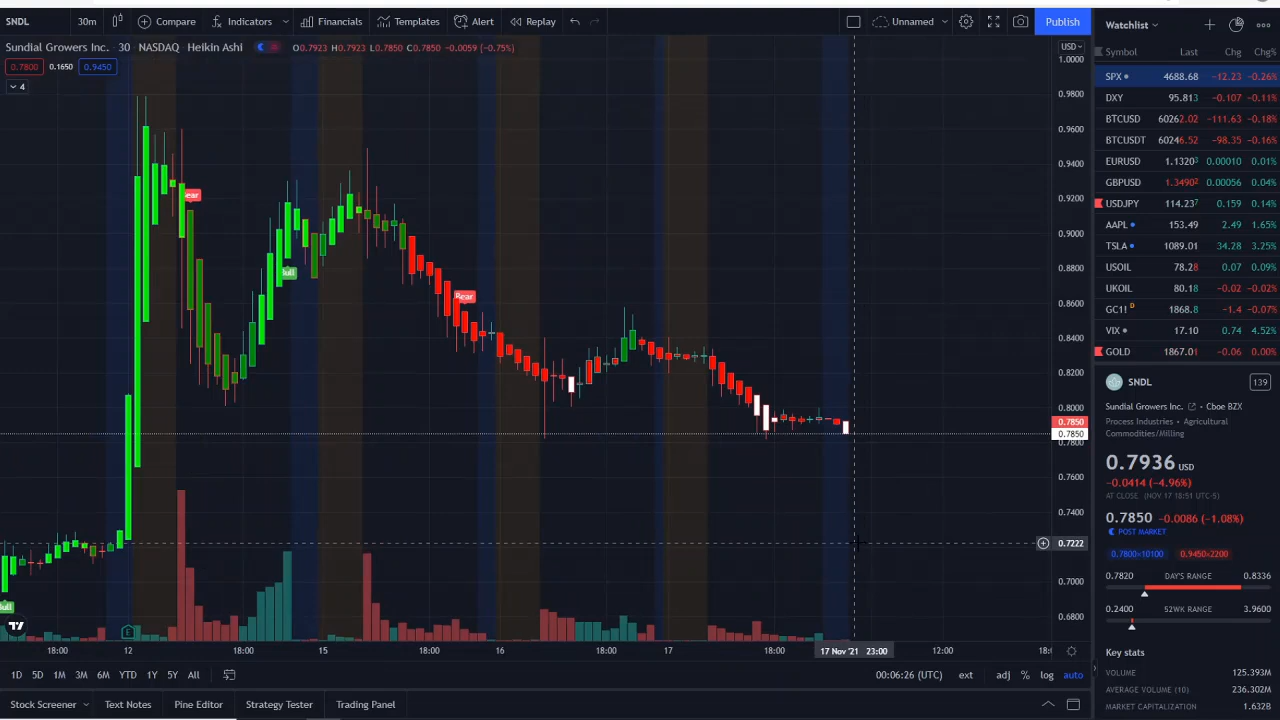 SNDL 30m Compare Indicators Financials Templates Alert Replay Unnamed Publish
Sundial Growers Inc. · 30 · NASDAQ Heikin Ashi O0.7923 H0.7923 L0.7850 C0.7850 -0.0059 (-0.75%)
0.7800 0.1650 0.9450
4
USD
1.0000
0.9800
0.9600
0.9400
0.9200
0.9000
0.8800
0.8600
0.8400
0.8200
0.8000
0.7850
0.7850
0.7800
0.7600
0.7400
0.7222
0.7000
0.6800
Bull
Bear
E
18:00 12 18:00 15 18:00 16 18:00 17 18:00 17 Nov '21 23:00 12:00
1D 5D 1M 3M 6M YTD 1Y 5Y All 00:06:26 (UTC) ext adj % log auto
Stock Screener Text Notes Pine Editor Strategy Tester Trading Panel
Watchlist
Symbol Last Chg Chg%
SPX 4688.68 −12.23 −0.26%
DXY 95.813 −0.107 −0.11%
BTCUSD 60262.02 −111.63 −0.18%
BTCUSDT 60246.52 −98.35 −0.16%
EURUSD 1.13203 0.00010 0.01%
GBPUSD 1.34902 0.00056 0.04%
USDJPY 114.237 0.159 0.14%
AAPL 153.49 2.49 1.65%
TSLA 1089.01 34.28 3.25%
USOIL 78.28 0.07 0.09%
UKOIL 80.18 −0.02 −0.02%
GC1! D 1868.8 −1.4 −0.07%
VIX 17.10 0.74 4.52%
GOLD 1867.01 −0.06 0.00%
SNDL 139
Sundial Growers Inc. • Cboe BZX
Process Industries • Agricultural
Commodities/Milling
0.7936 USD
−0.0414 (−4.96%)
AT CLOSE (NOV 17 18:51 UTC-5)
0.7850 −0.0086 (−1.08%)
POST MARKET
0.7800×10100 0.9450×2200
0.7820 DAY'S RANGE 0.8336
0.2400 52WK RANGE 3.9600
Key stats
VOLUME 125.393M
AVERAGE VOLUME (10) 236.302M
MARKET CAPITALIZATION 1.632B